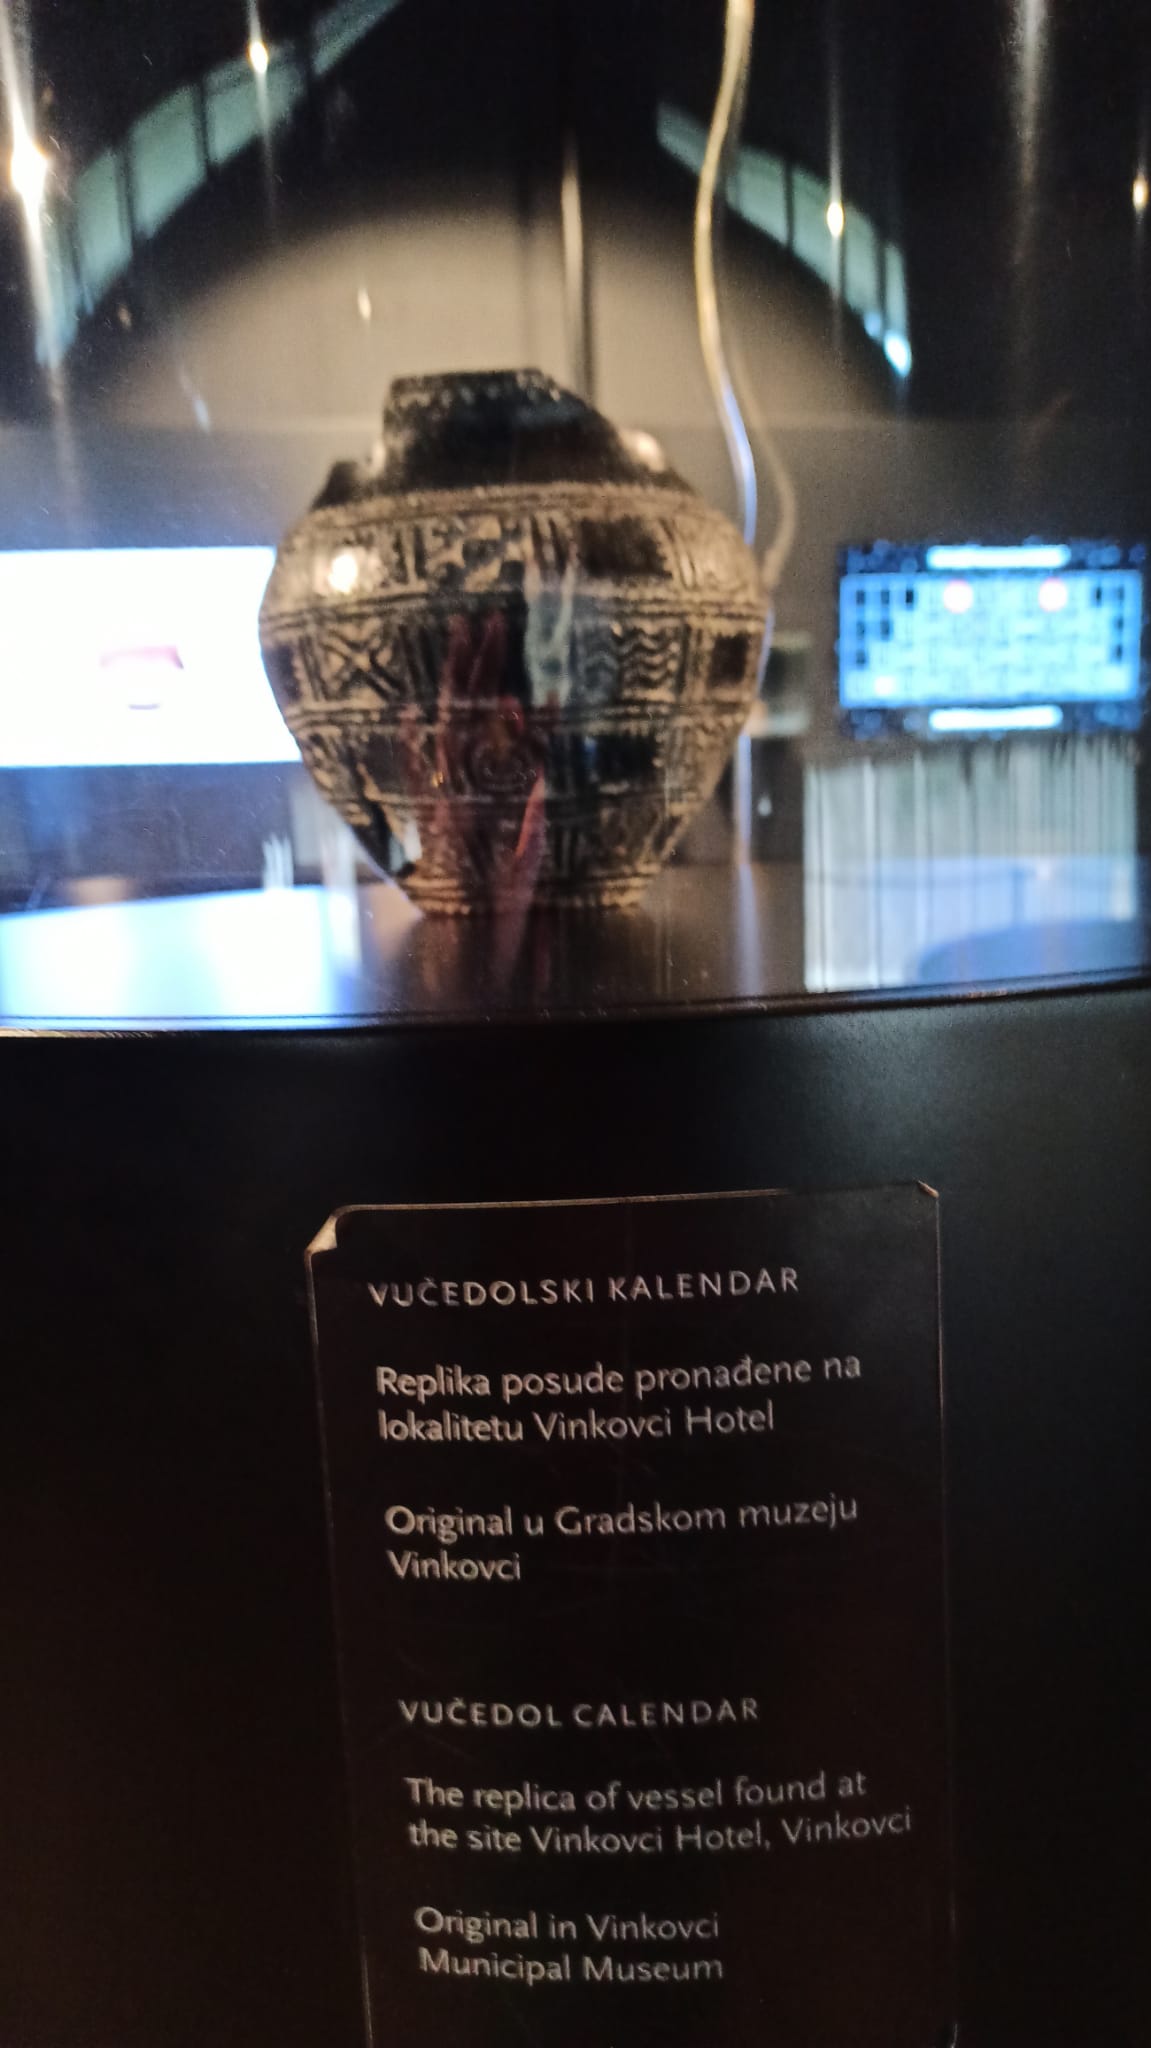 VUČEDOLSKI KALENDAR
Replika posude pronađene na
lokalitetu Vinkovci Hotel
Original u Gradskom muzeju
Vinkovci
VUČEDOL CALENDAR
The replica of vessel found at
the site Vinkovci Hotel, Vinkovci
Original in Vinkovci
Municipal Museum